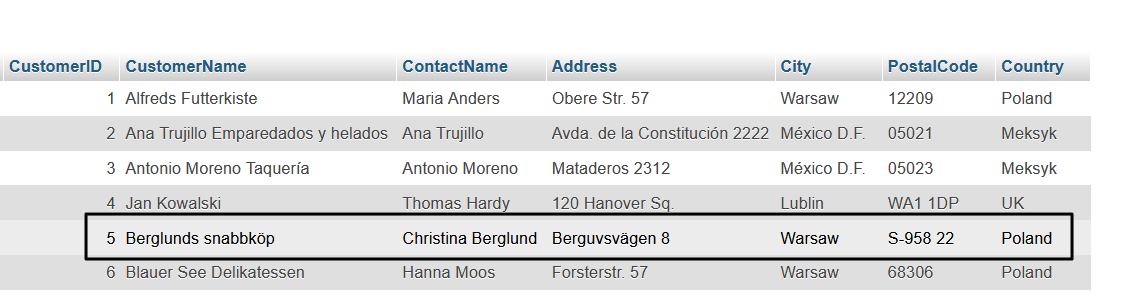 CustomerID CustomerName ContactName Address City PostalCode Country
1 Alfreds Futterkiste Maria Anders Obere Str. 57 Warsaw 12209 Poland
2 Ana Trujillo Emparedados y helados Ana Trujillo Avda. de la Constitución 2222 México D.F. 05021 Meksyk
3 Antonio Moreno Taquería Antonio Moreno Mataderos 2312 México D.F. 05023 Meksyk
4 Jan Kowalski Thomas Hardy 120 Hanover Sq. Lublin WA1 1DP UK
5 Berglunds snabbköp Christina Berglund Berguvsvägen 8 Warsaw S-958 22 Poland
6 Blauer See Delikatessen Hanna Moos Forsterstr. 57 Warsaw 68306 Poland